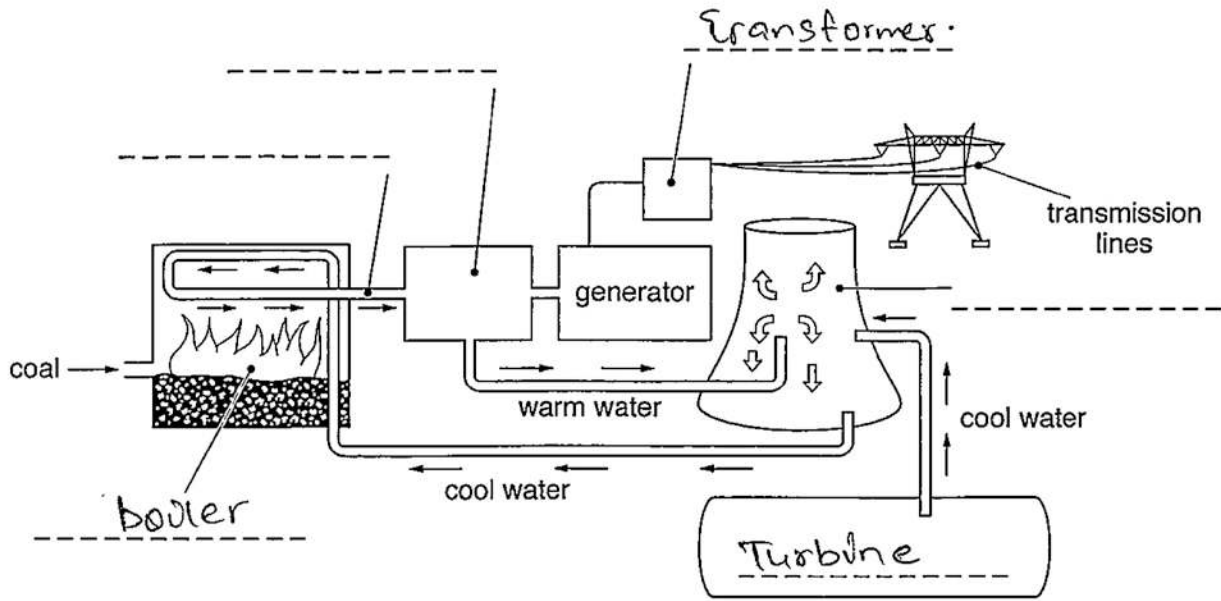 Transformer.
transmission
lines
generator
coal
warm water
cool water
cool water
boiler
Turbine